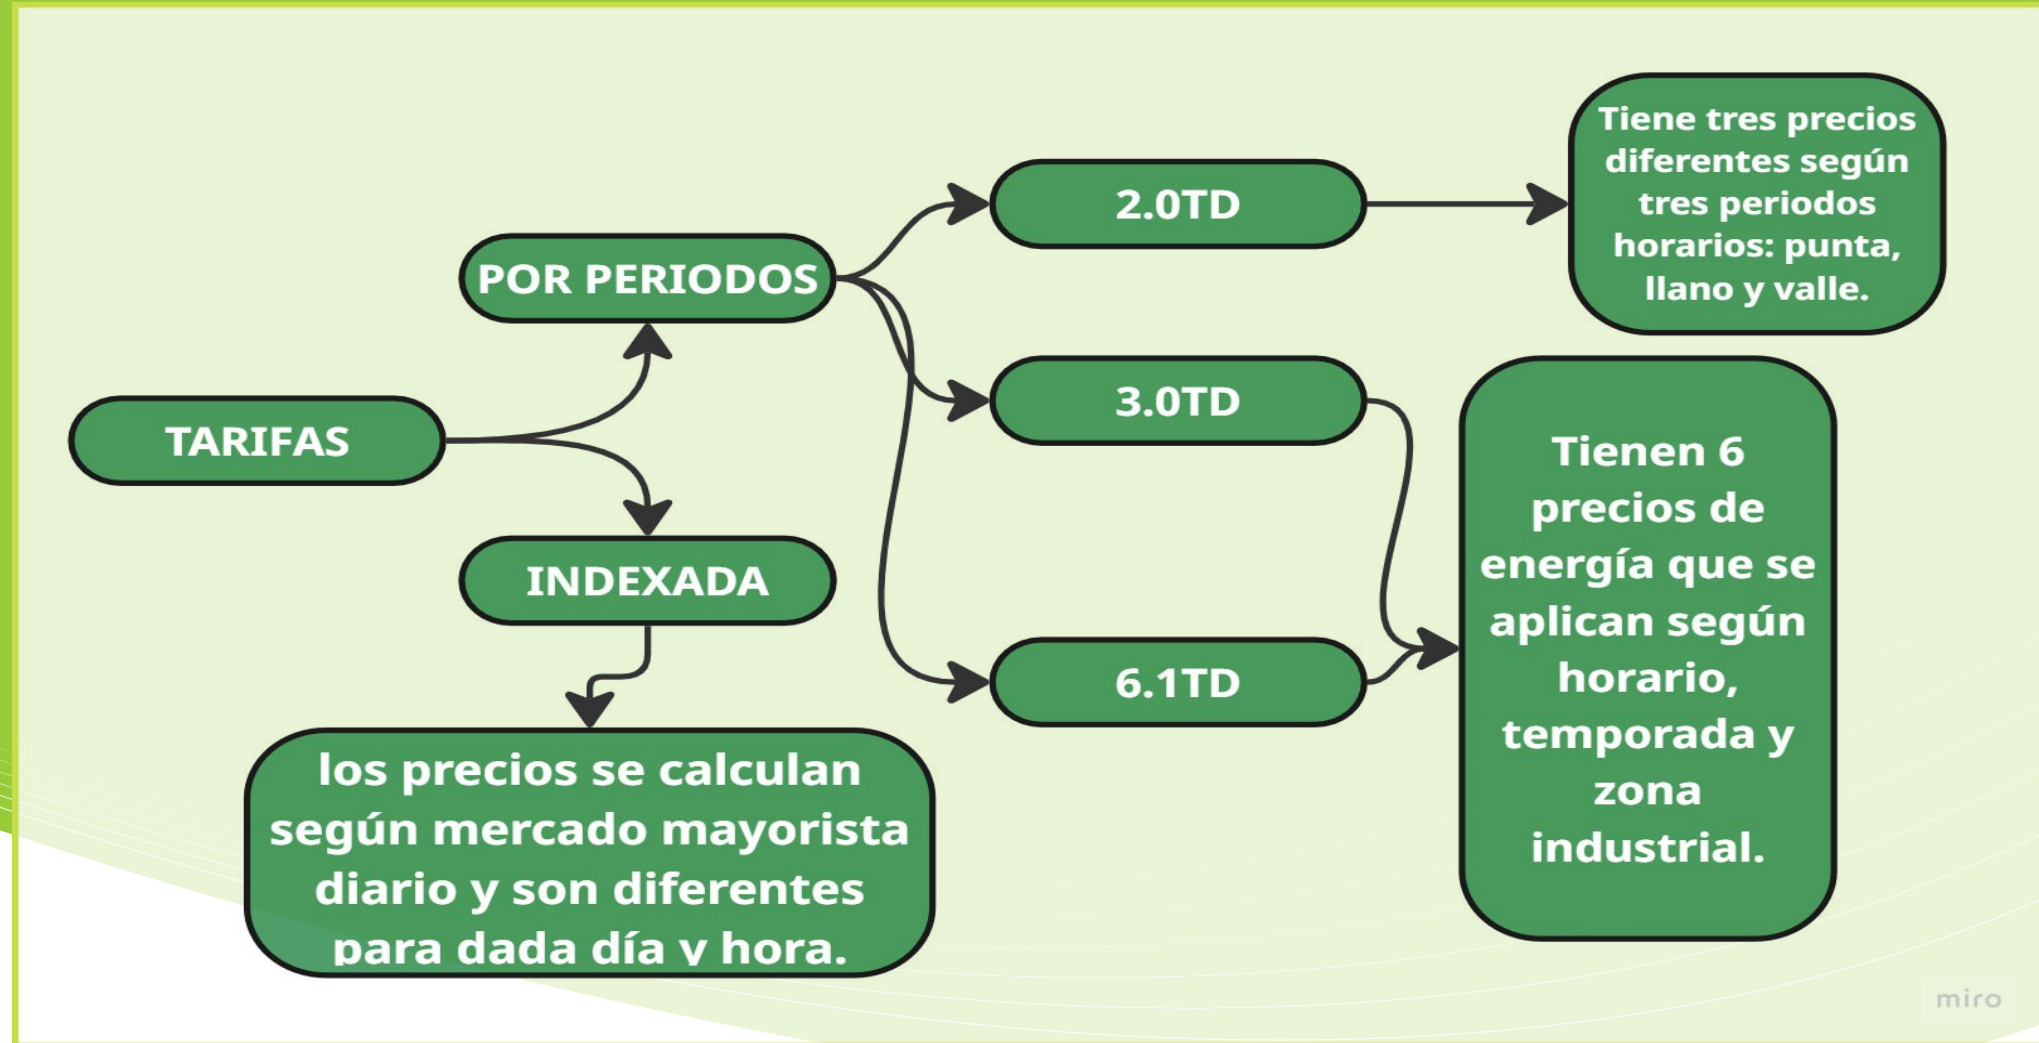 TARIFAS
POR PERIODOS
INDEXADA
los precios se calculan
según mercado mayorista
diario y son diferentes
para dada día y hora.
2.0TD
3.0TD
6.1TD
Tiene tres precios
diferentes según
tres periodos
horarios: punta,
llano y valle.
Tienen 6
precios de
energía que se
aplican según
horario,
temporada y
zona
industrial.
miro